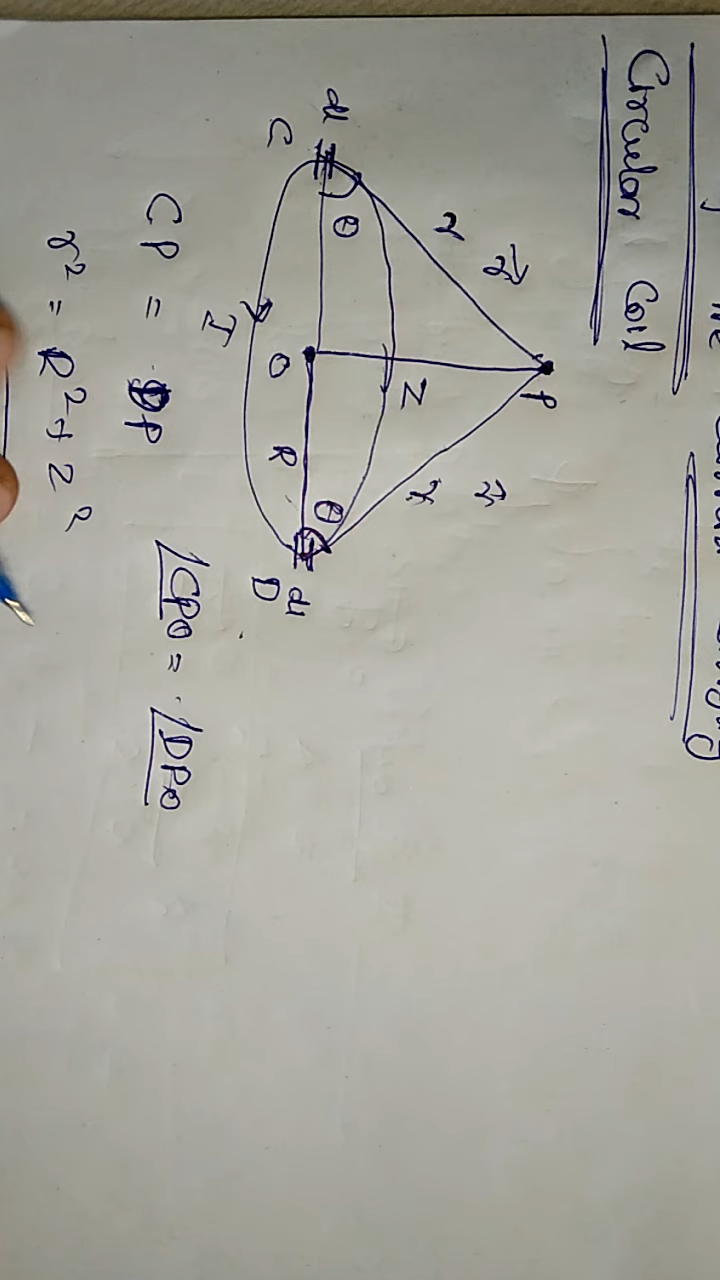 Circular Coil
P
r r⃗
Z
r r⃗
θ
θ
dl
C
O
R
dl
D
I
CP = DP
∠CPO = ∠DPO
r² = R² + Z²